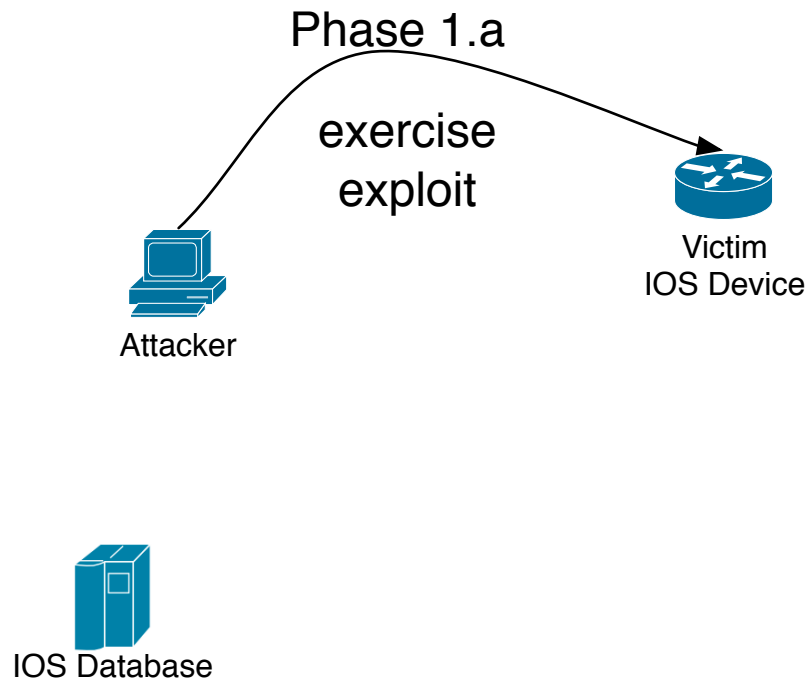 Phase 1.a
exercise
exploit
Victim
IOS Device
Attacker
IOS Database